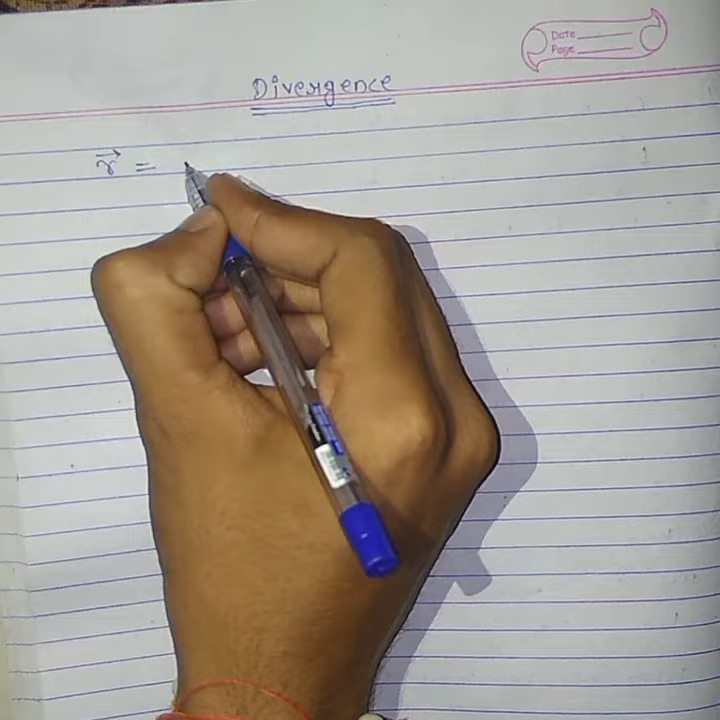 Date
Page
Divergence
r⃗ =